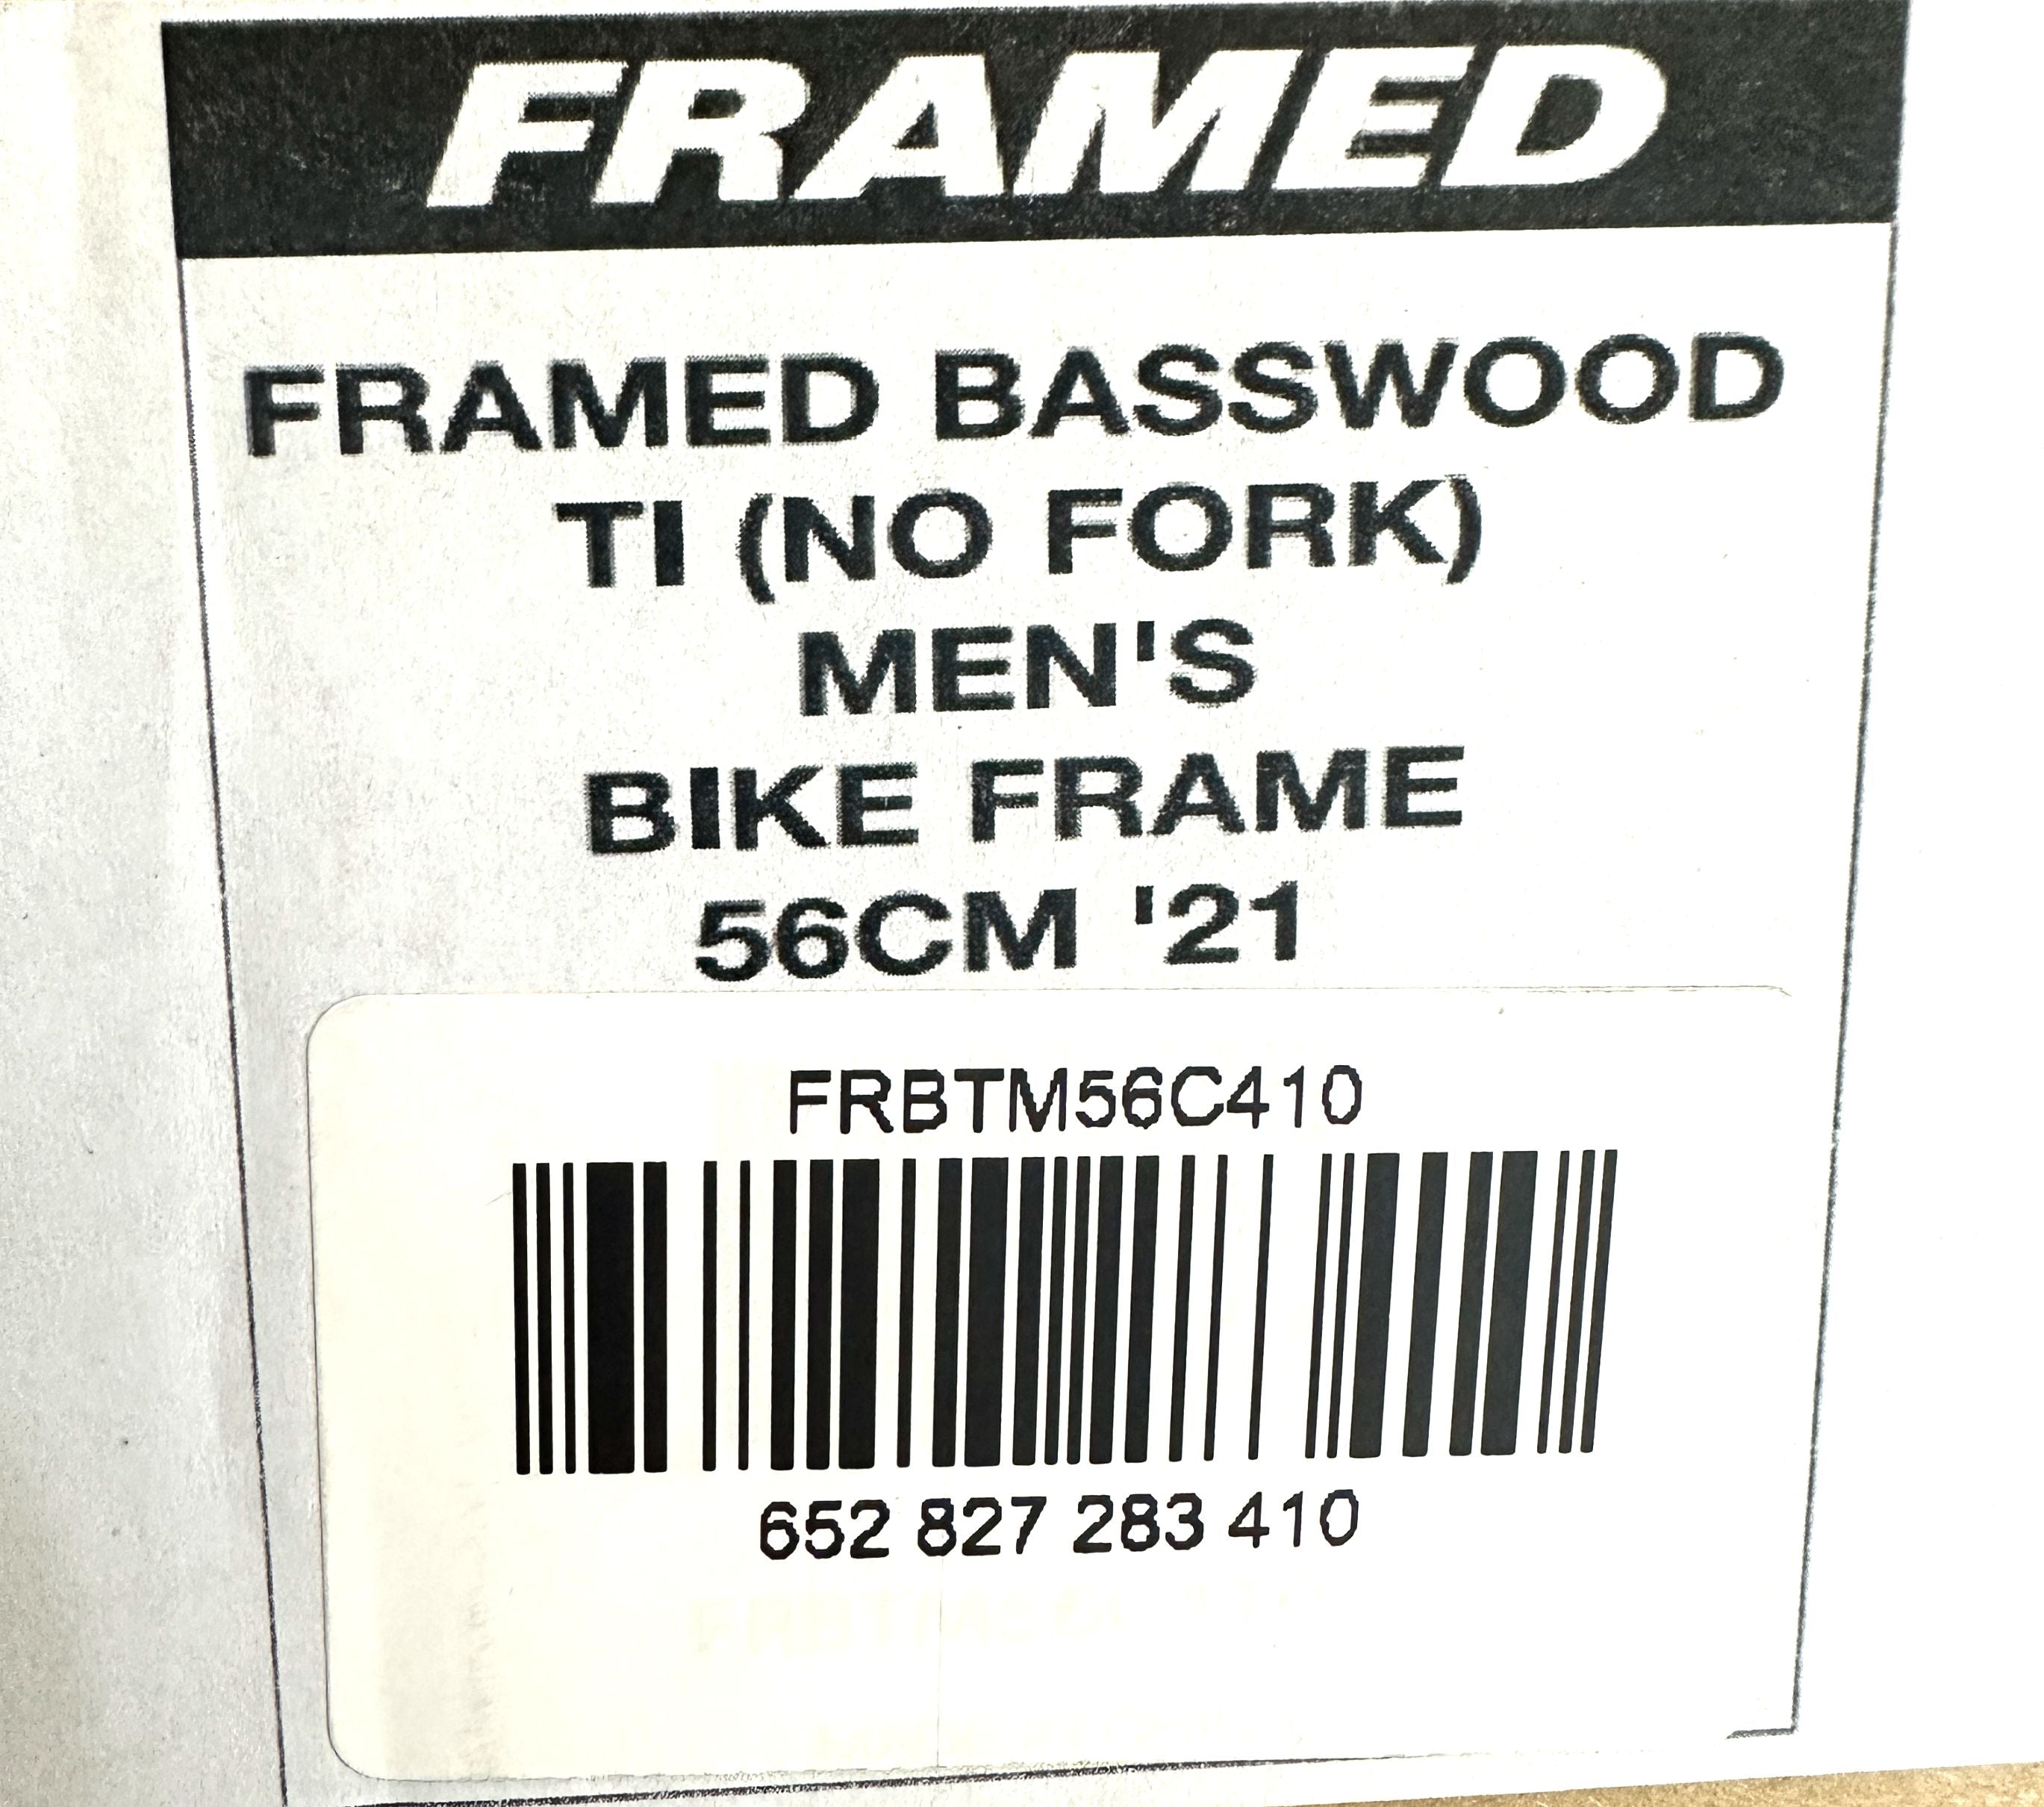 FRAMED
FRAMED BASSWOOD
TI (NO FORK)
MEN'S
BIKE FRAME
56CM '21
FRBTM56C410
652 827 283 410